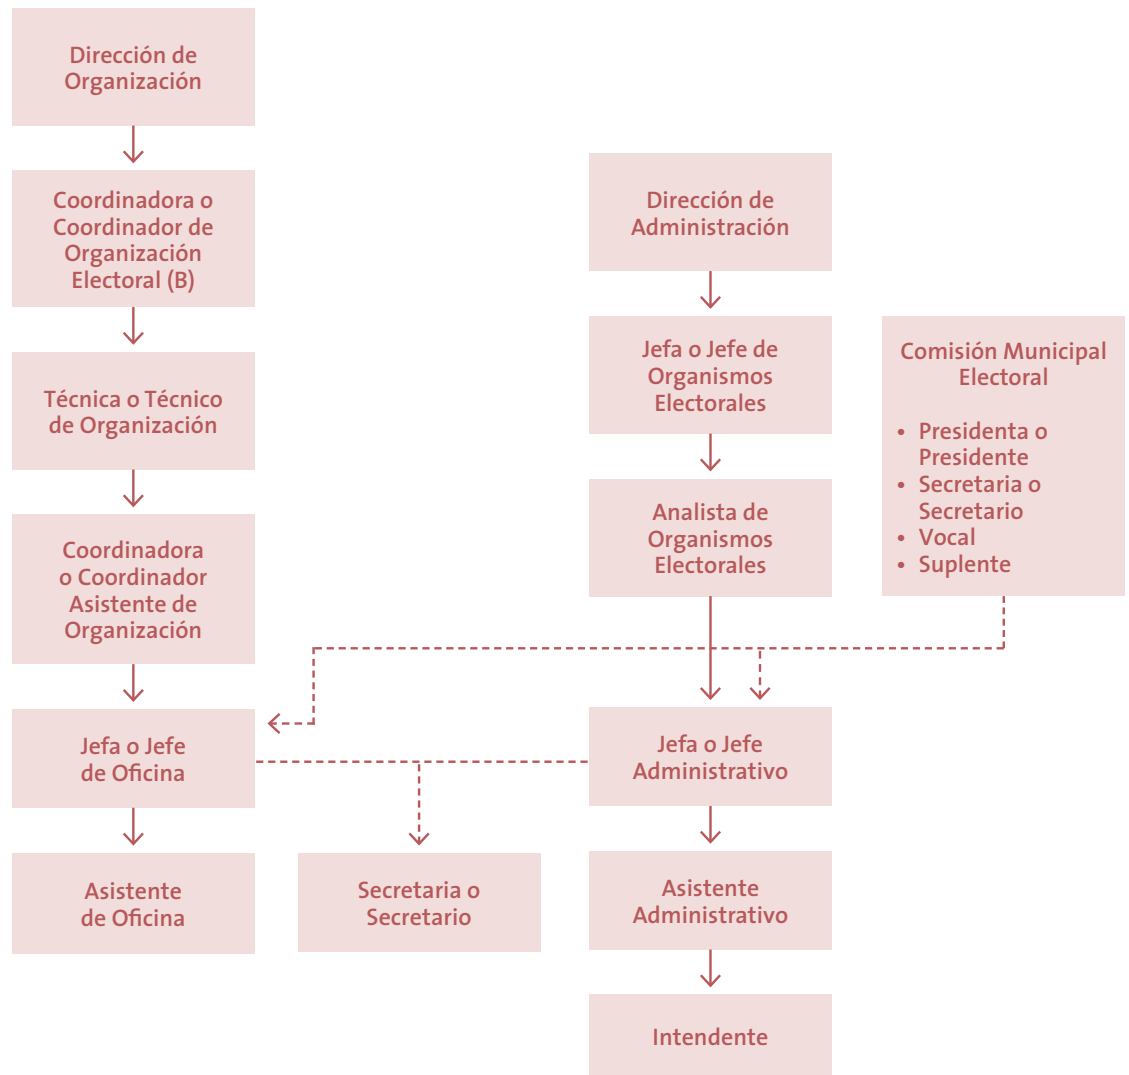 Dirección de
Organización
Coordinadora o
Coordinador de
Organización
Electoral (B)
Técnica o Técnico
de Organización
Coordinadora
o Coordinador
Asistente de
Organización
Jefa o Jefe
de Oficina
Asistente
de Oficina
Secretaria o
Secretario
Dirección de
Administración
Jefa o Jefe de
Organismos
Electorales
Analista de
Organismos
Electorales
Jefa o Jefe
Administrativo
Asistente
Administrativo
Intendente
Comisión Municipal
Electoral
• Presidenta o
Presidente
• Secretaria o
Secretario
• Vocal
• Suplente